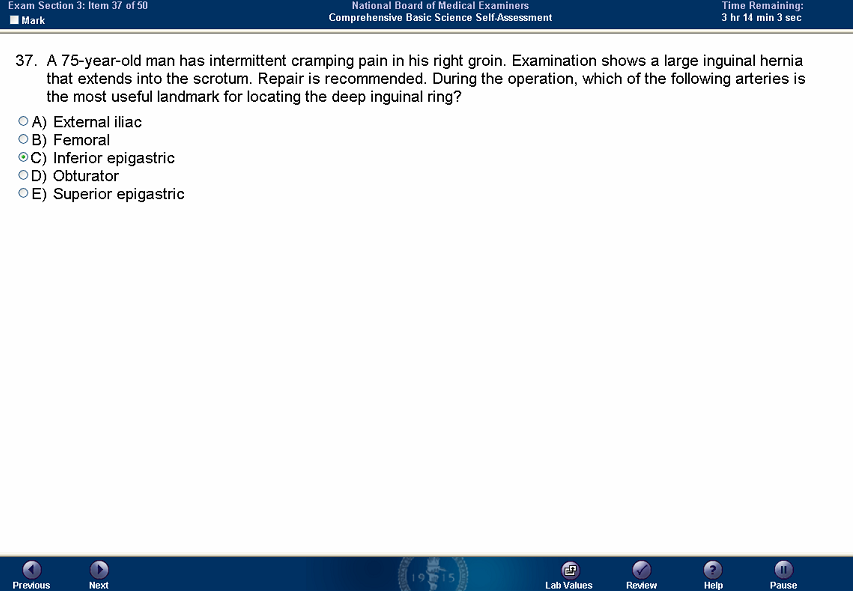 Exam Section 3: Item 37 of 50
Mark
National Board of Medical Examiners
Comprehensive Basic Science Self-Assessment
Time Remaining:
3 hr 14 min 3 sec
37. A 75-year-old man has intermittent cramping pain in his right groin. Examination shows a large inguinal hernia
that extends into the scrotum. Repair is recommended. During the operation, which of the following arteries is
the most useful landmark for locating the deep inguinal ring?
A) External iliac
B) Femoral
C) Inferior epigastric
D) Obturator
E) Superior epigastric
Previous
Next
1915
Lab Values
Review
Help
Pause